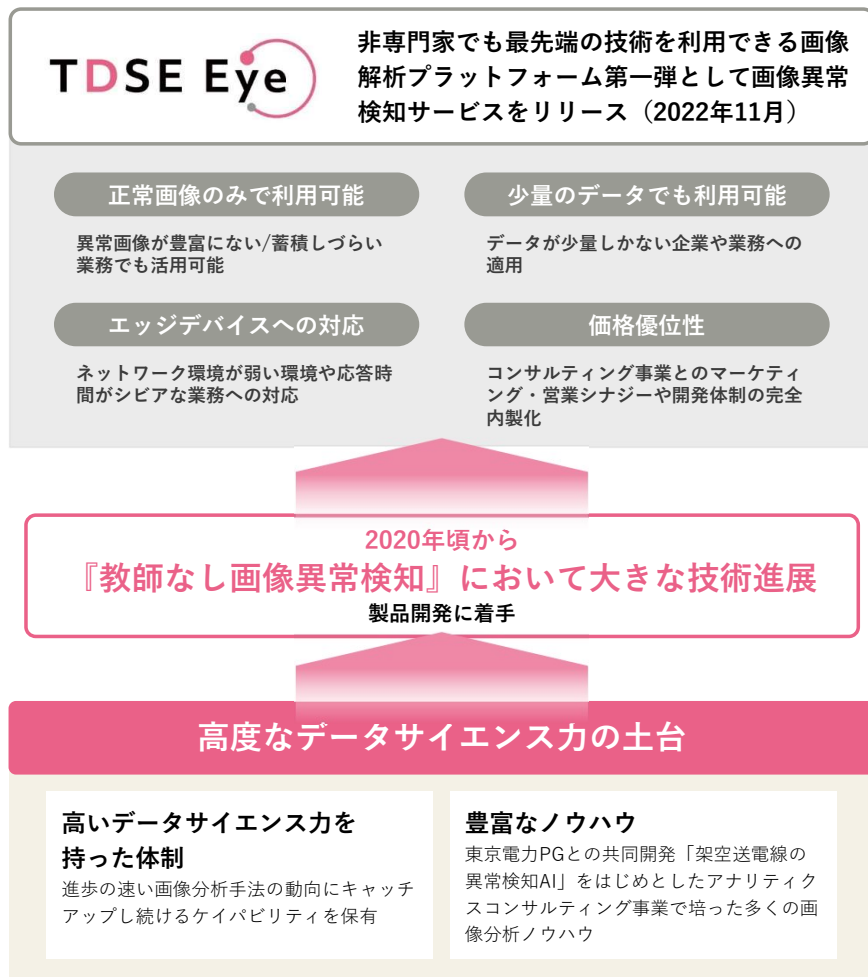 TDSE Eye
非専門家でも最先端の技術を利用できる画像
解析プラットフォーム第一弾として画像異常
検知サービスをリリース（2022年11月）
正常画像のみで利用可能
異常画像が豊富にない/蓄積しづらい
業務でも活用可能
少量のデータでも利用可能
データが少量しかない企業や業務への
適用
エッジデバイスへの対応
ネットワーク環境が弱い環境や応答時
間がシビアな業務への対応
価格優位性
コンサルティング事業とのマーケティ
ング・営業シナジーや開発体制の完全
内製化
2020年頃から
『教師なし画像異常検知』において大きな技術進展
製品開発に着手
高度なデータサイエンス力の土台
高いデータサイエンス力を
持った体制
進歩の速い画像分析手法の動向にキャッチ
アップし続けるケイパビリティを保有
豊富なノウハウ
東京電力PGとの共同開発「架空送電線の
異常検知AI」をはじめとしたアナリティク
スコンサルティング事業で培った多くの画
像分析ノウハウ